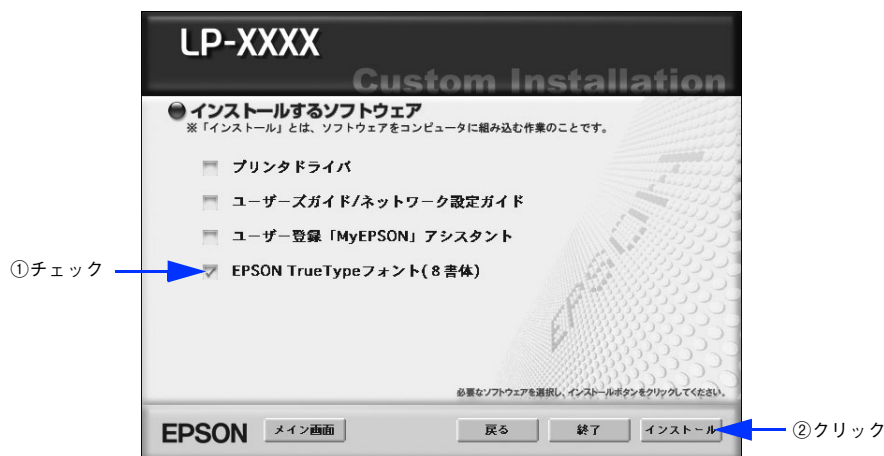 LP-XXXX
Custom Installation
インストールするソフトウェア
※「インストール」とは、ソフトウェアをコンピュータに組み込む作業のことです。
プリンタドライバ
ユーザーズガイド/ネットワーク設定ガイド
ユーザー登録「MyEPSON」アシスタント
①チェック
EPSON TrueTypeフォント(8書体)
EPSON
必要なソフトウェアを選択し、インストールボタンをクリックしてください。
EPSON
メイン画面
戻る
終了
インストール
②クリック